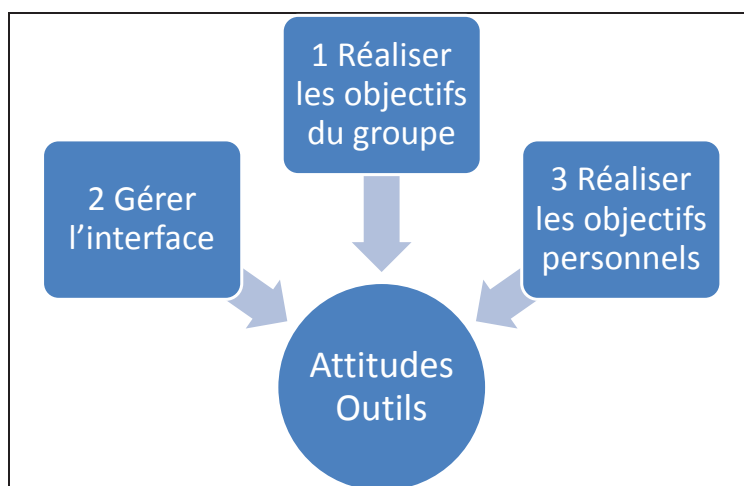 1 Réaliser
les objectifs
du groupe
2 Gérer
l’interface
3 Réaliser
les objectifs
personnels
Attitudes
Outils